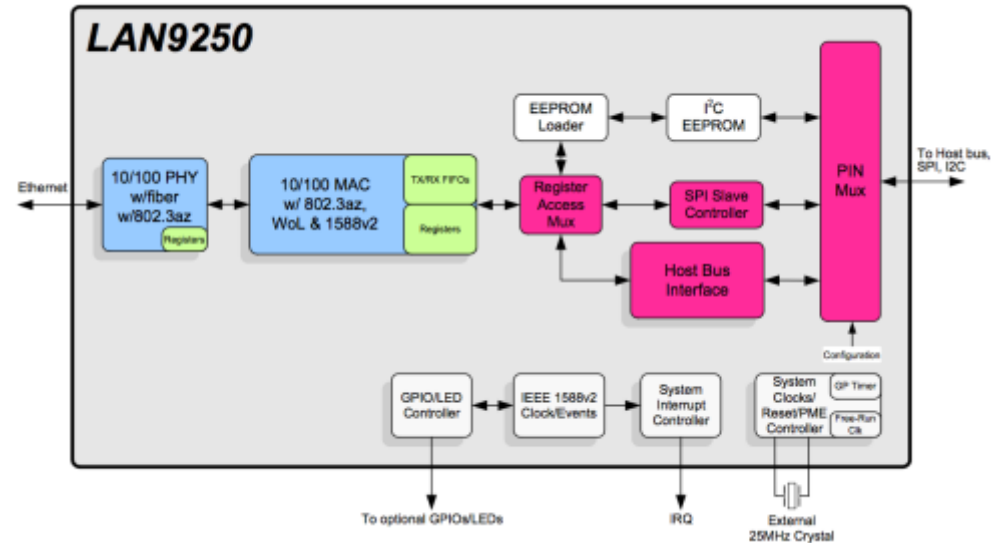 LAN9250
EEPROM
Loader
I²C
EEPROM
PIN
Mux
To Host bus,
SPI, I2C
Ethernet
10/100 PHY
w/fiber
w/802.3az
Registers
10/100 MAC
w/ 802.3az,
WoL & 1588v2
TX/RX FIFOs
Registers
Register
Access
Mux
SPI Slave
Controller
Host Bus
Interface
Configuration
GPIO/LED
Controller
IEEE 1588v2
Clock/Events
System
Interrupt
Controller
System
Clocks/
Reset/PME
Controller
GP Timer
Free-Run
Clk
To optional GPIOs/LEDs
IRQ
External
25MHz Crystal